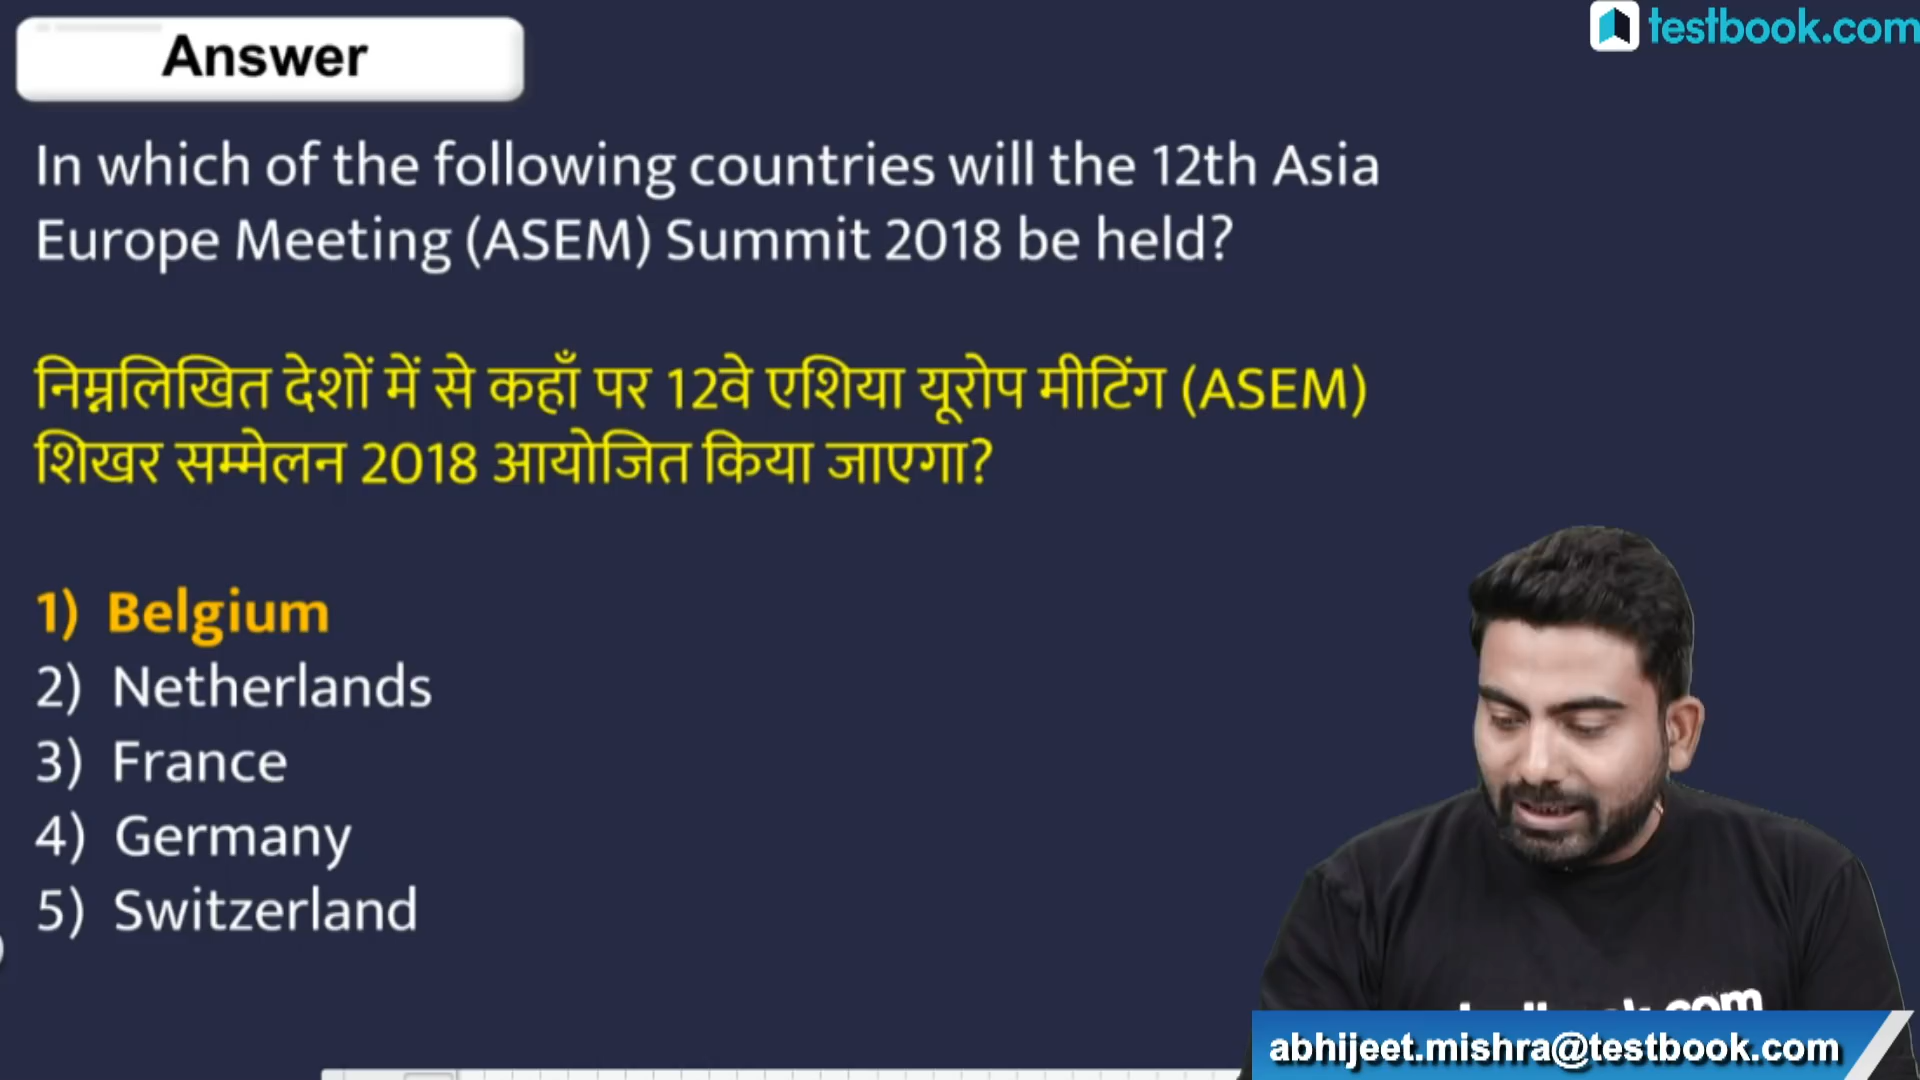 Answer
testbook.com
In which of the following countries will the 12th Asia
Europe Meeting (ASEM) Summit 2018 be held?
निम्नलिखित देशों में से कहाँ पर 12वे एशिया यूरोप मीटिंग (ASEM)
शिखर सम्मेलन 2018 आयोजित किया जाएगा?
1) Belgium
2) Netherlands
3) France
4) Germany
5) Switzerland
abhijeet.mishra@testbook.com